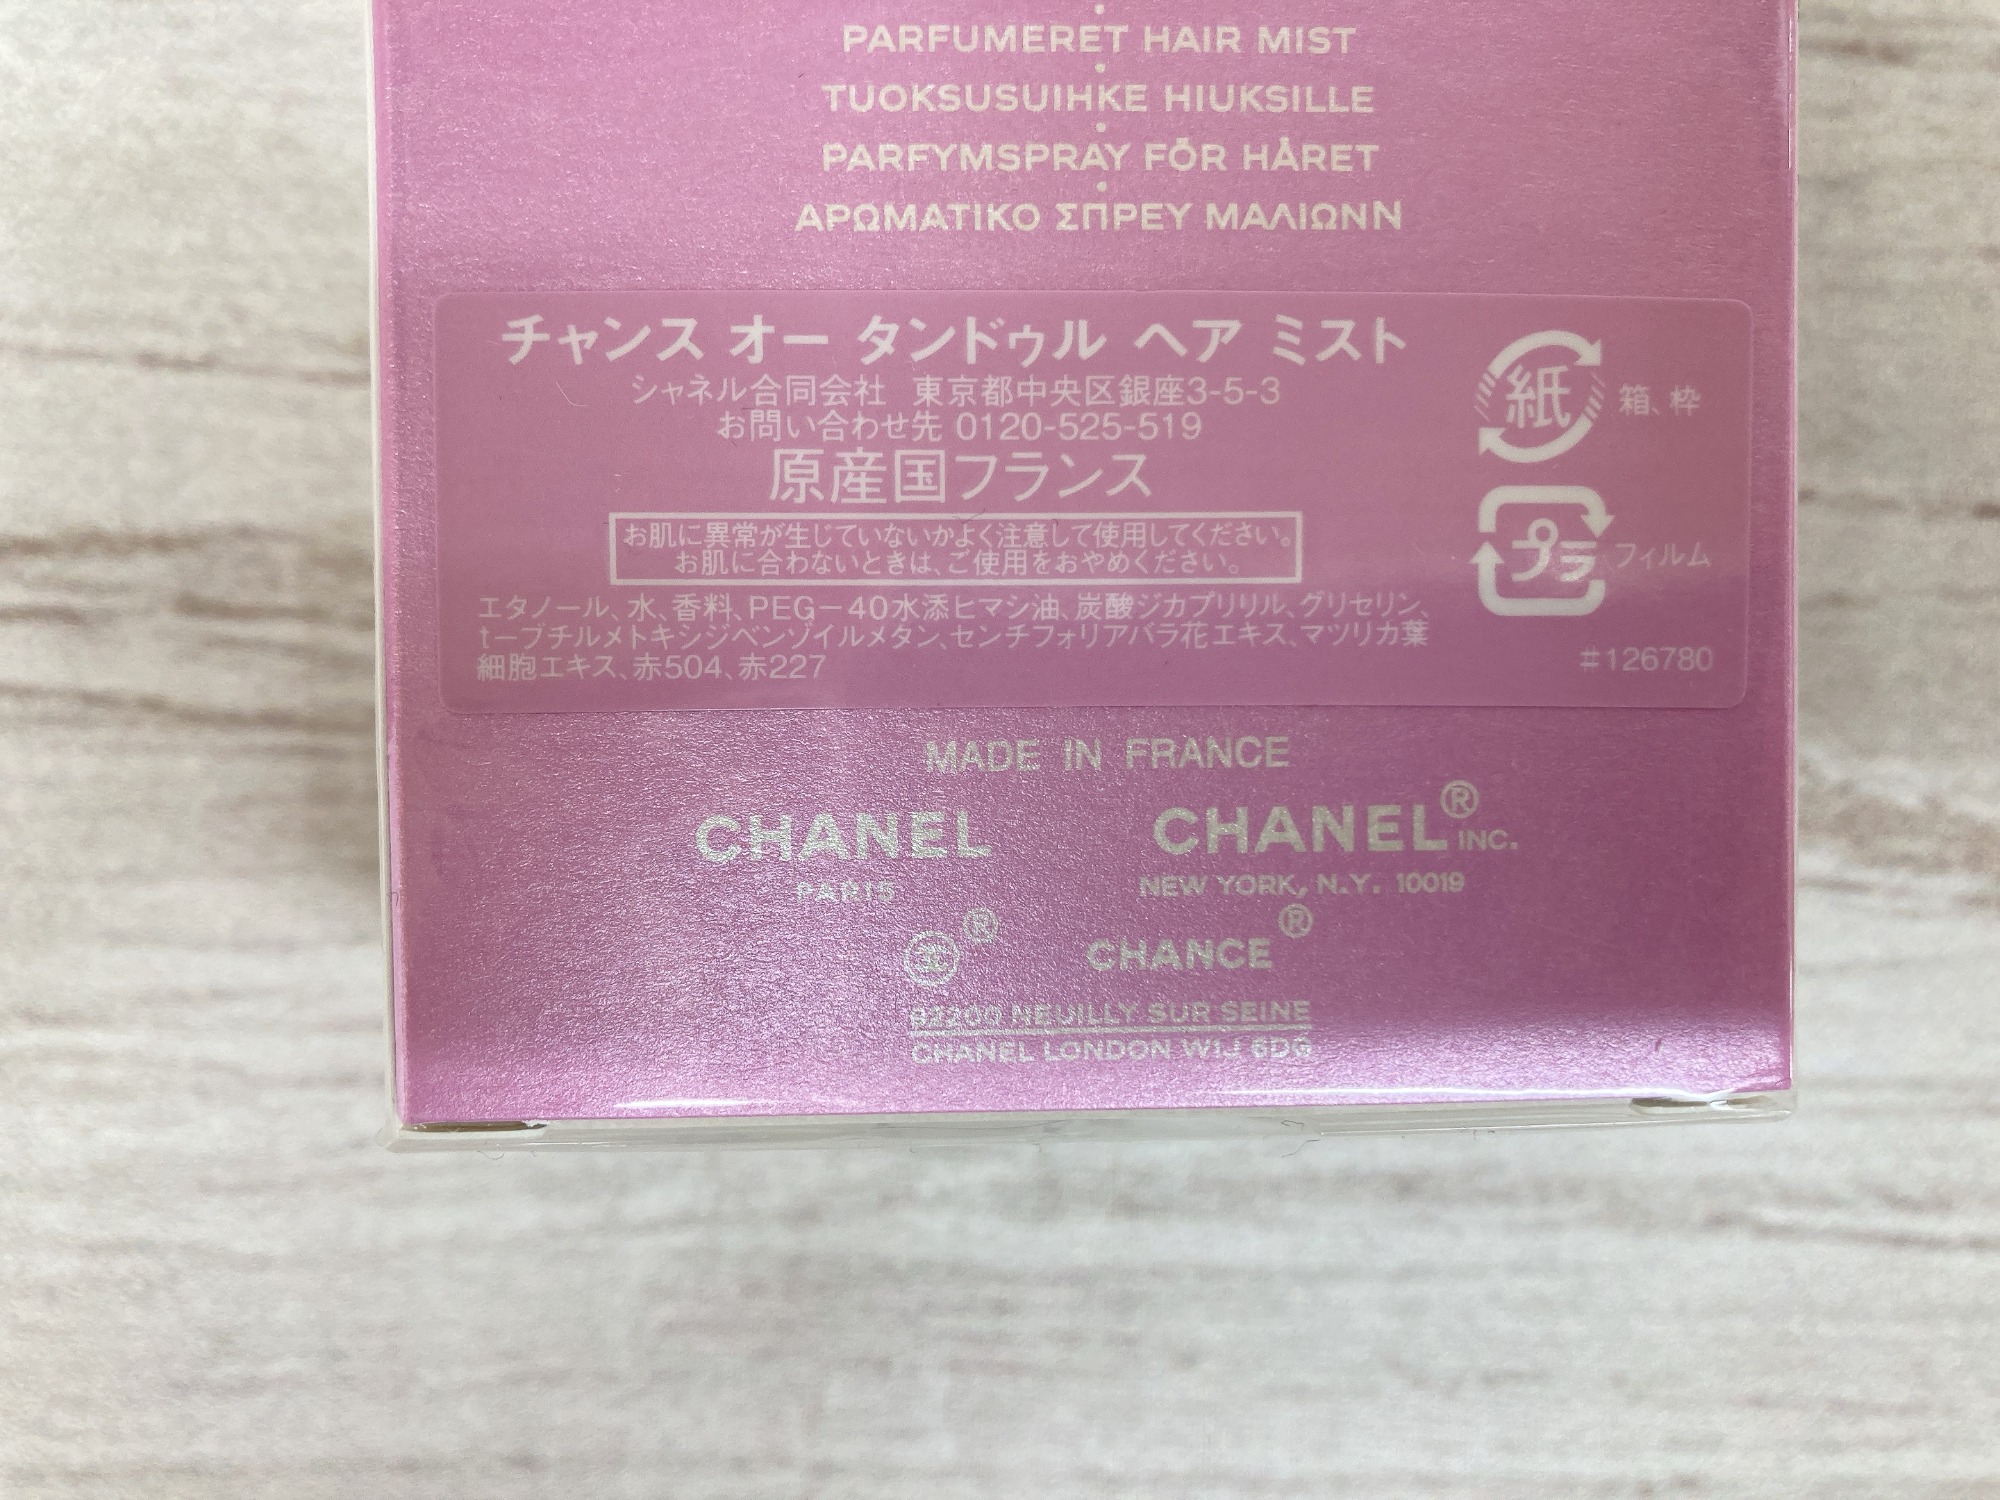 PARFUMERET HAIR MIST
TUOKSUSUIHKE HIUKSILLE
PARFYMSPRAY FÖR HÅRET
ΑΡΩΜΑΤΙΚΟ ΣΠΡΕΥ ΜΑΛΙΩΝΝ
チャンス オー タンドゥル ヘア ミスト
シャネル合同会社 東京都中央区銀座3-5-3
お問い合わせ先 0120-525-519
原産国フランス
お肌に異常が生じていないかよく注意して使用してください。
お肌に合わないときは、ご使用をおやめください。
エタノール、水、香料、PEG－40水添ヒマシ油、炭酸ジカプリリル、グリセリン、
t－ブチルメトキシジベンゾイルメタン、センチフォリアバラ花エキス、マツリカ葉
細胞エキス、赤504、赤227
紙 箱、枠
プラ フィルム
#126780
MADE IN FRANCE
CHANEL CHANEL® INC.
PARIS NEW YORK, N.Y. 10019
® CHANCE®
92200 NEUILLY SUR SEINE
CHANEL LONDON W1J 6DG